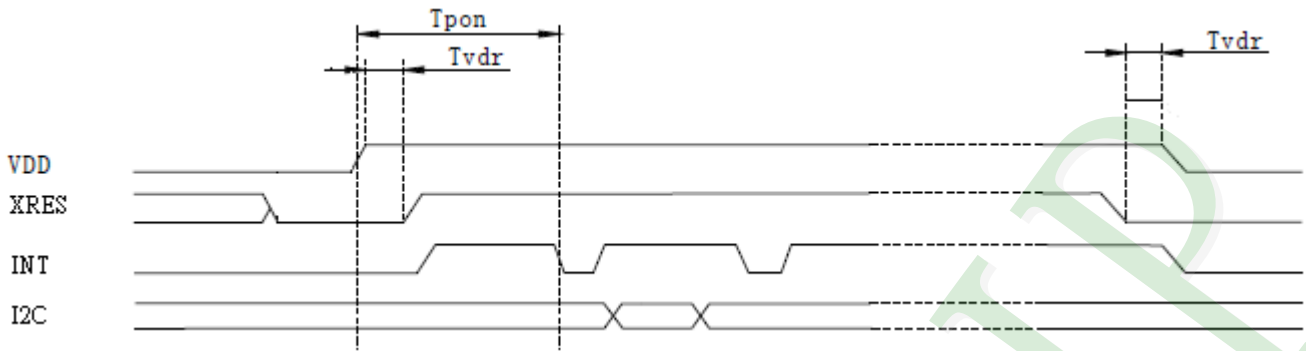 Tpon
Tvdr
Tvdr
VDD
XRES
INT
I2C